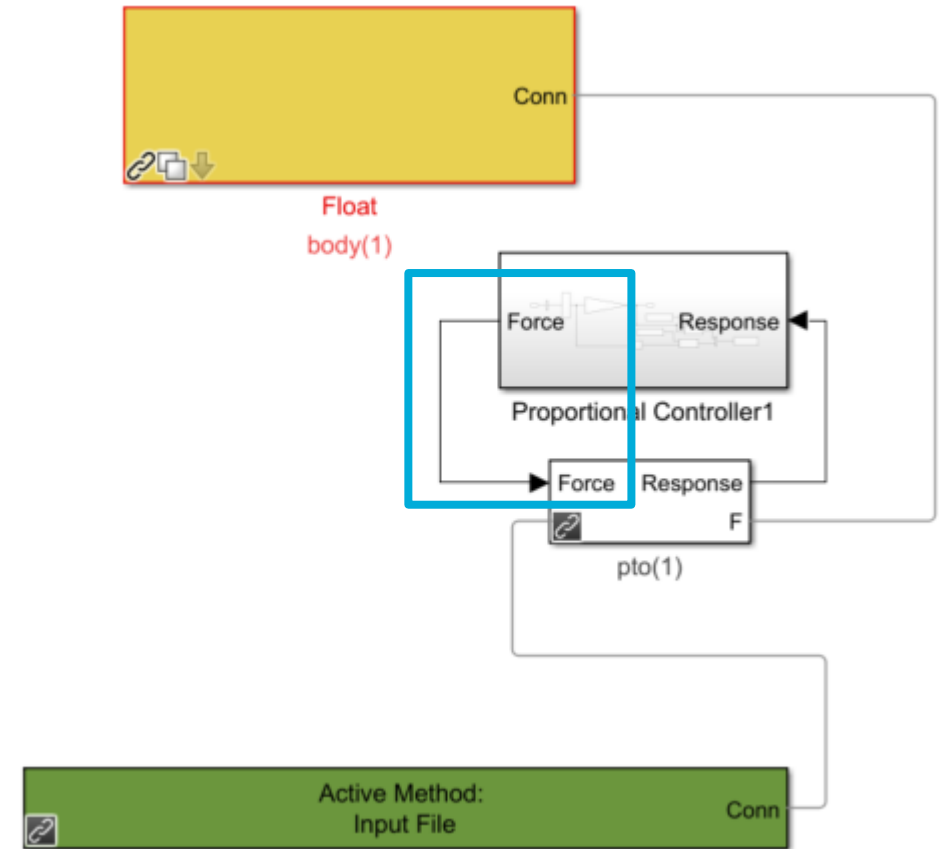 Conn
Float
body(1)
Force
Response
Proportional Controller1
Force
Response
F
pto(1)
Active Method:
Input File
Conn